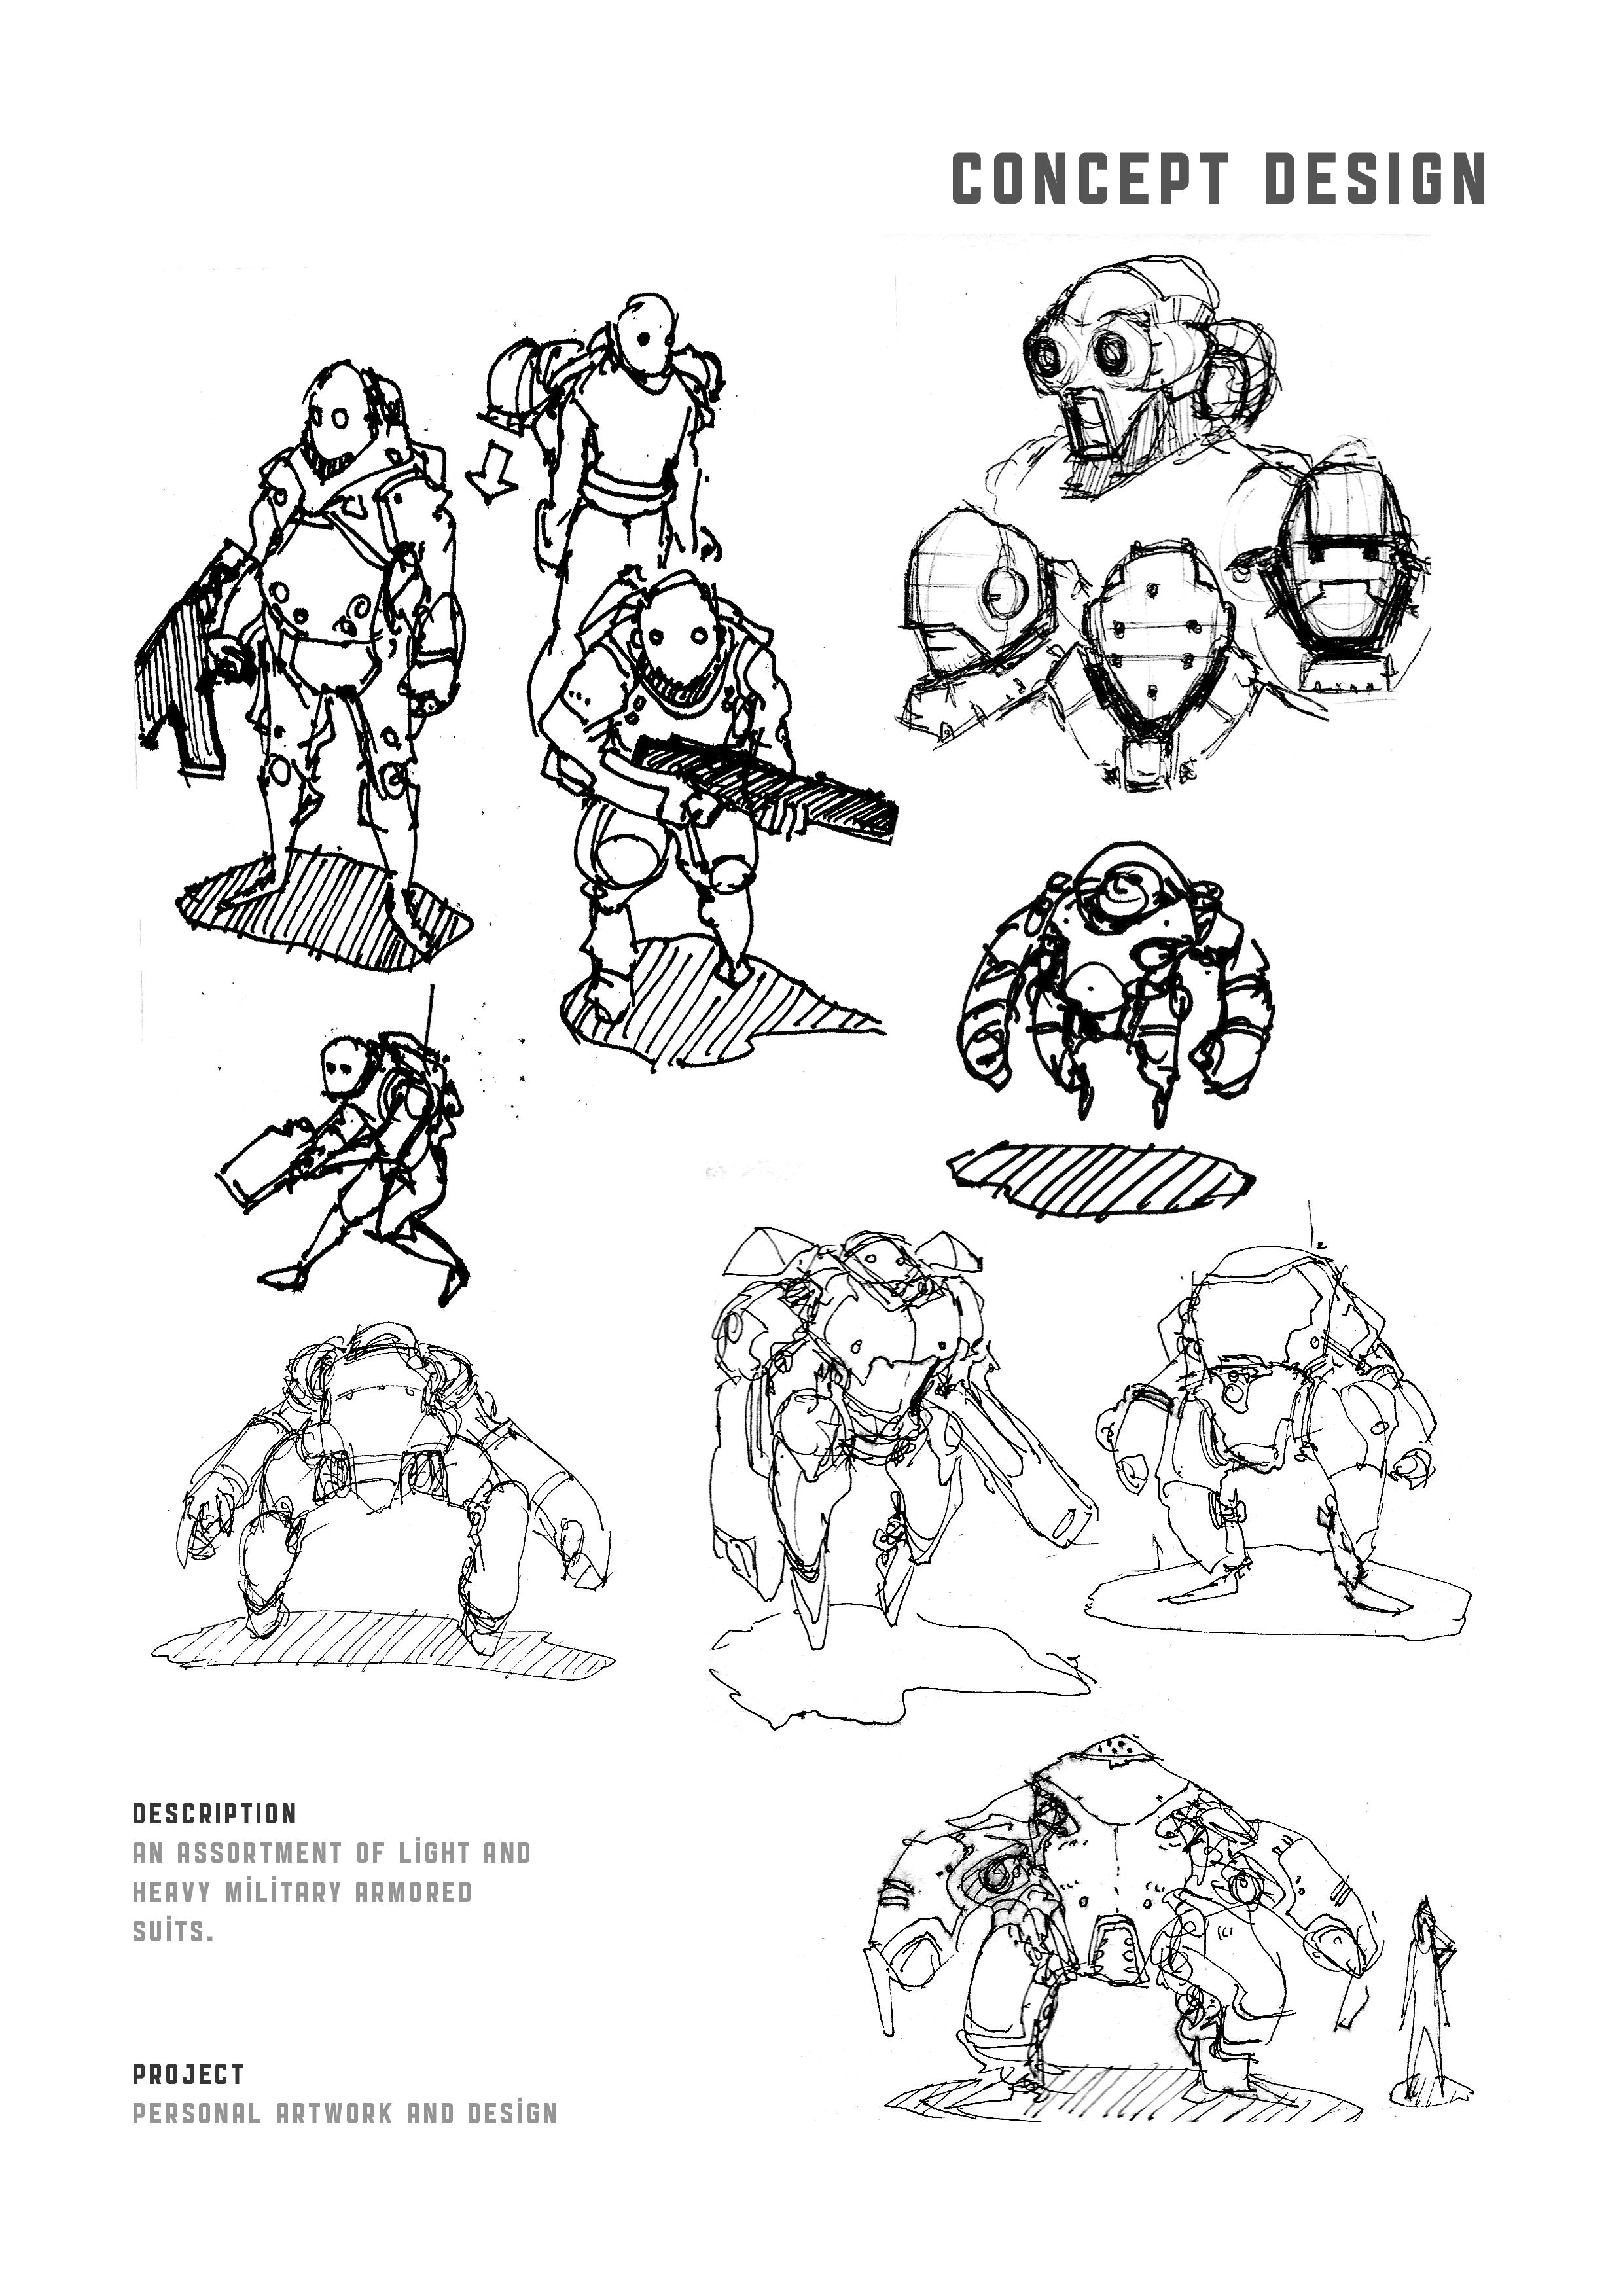 CONCEPT DESIGN
DESCRIPTION
AN ASSORTMENT OF LİGHT AND
HEAVY MİLİTARY ARMORED
SUİTS.
PROJECT
PERSONAL ARTWORK AND DESİGN